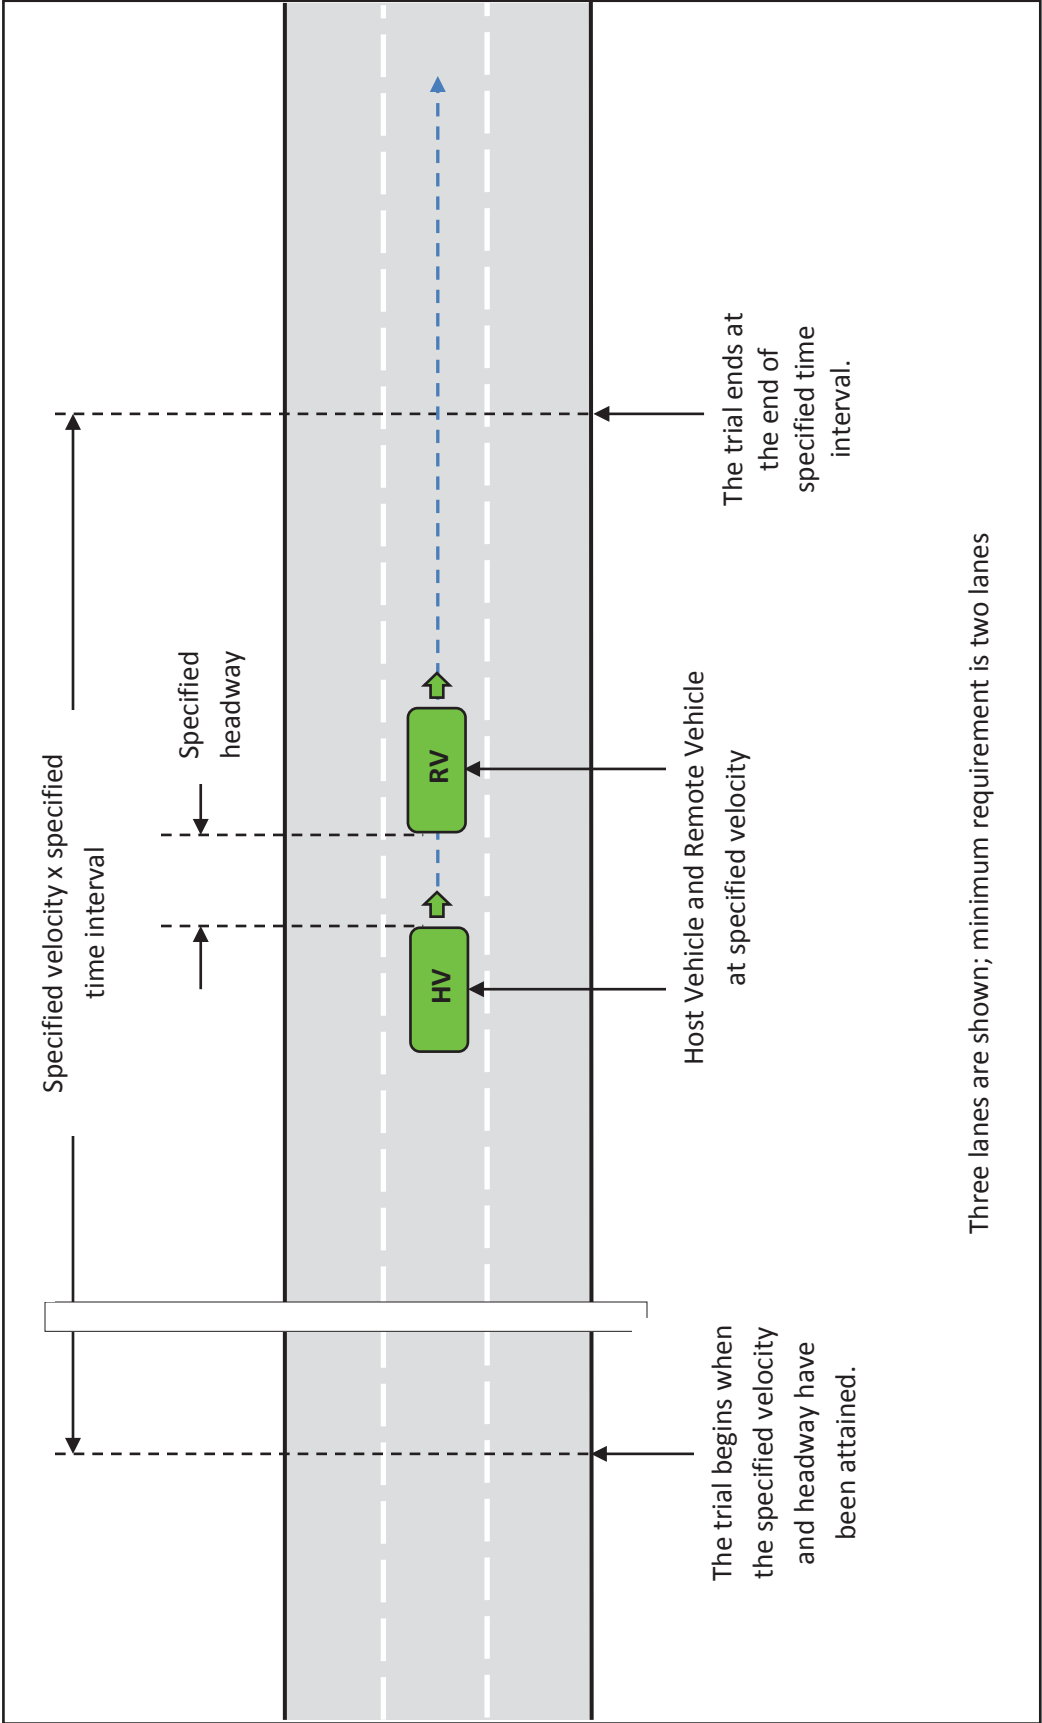 Specified velocity x specified
time interval
Specified
headway
HV
RV
Host Vehicle and Remote Vehicle
at specified velocity
The trial begins when
the specified velocity
and headway have
been attained.
The trial ends at
the end of
specified time
interval.
Three lanes are shown; minimum requirement is two lanes